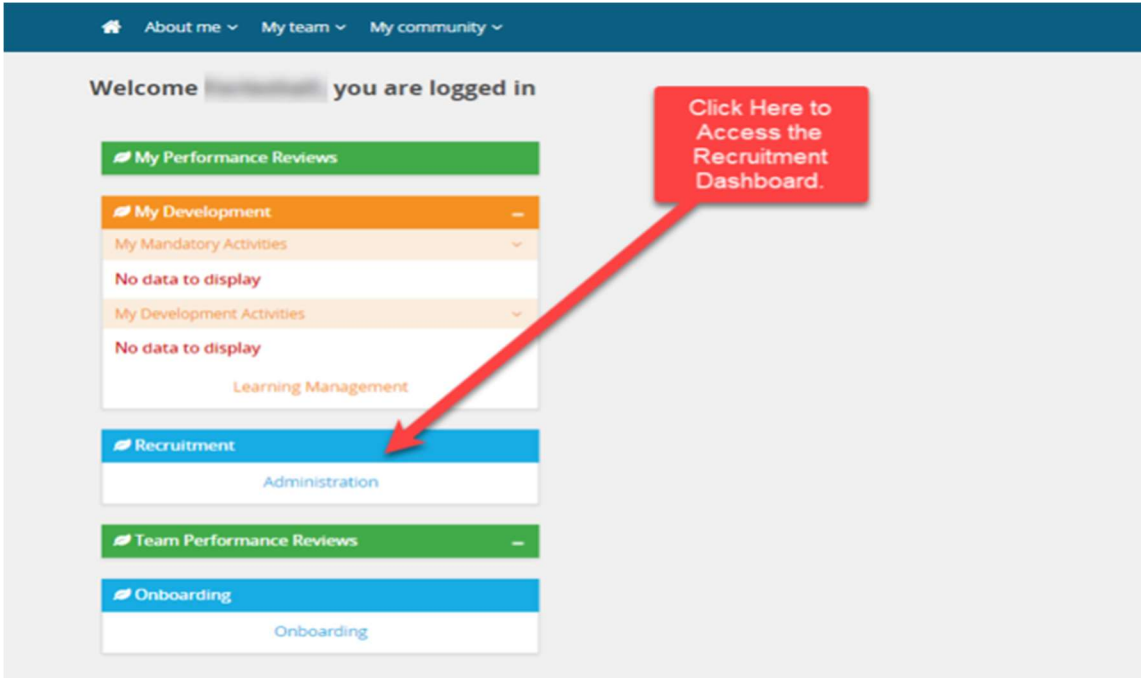 About me My team My community
Welcome you are logged in
Click Here to
Access the
Recruitment
Dashboard.
My Performance Reviews
My Development
My Mandatory Activities
No data to display
My Development Activities
No data to display
Learning Management
Recruitment
Administration
Team Performance Reviews
Onboarding
Onboarding